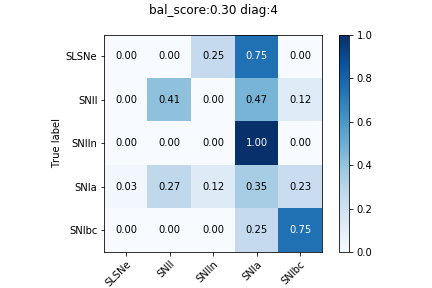 bal_score:0.30 diag:4
True label
SLSNe 0.00 0.00 0.25 0.75 0.00
SNII 0.00 0.41 0.00 0.47 0.12
SNIIn 0.00 0.00 0.00 1.00 0.00
SNIa 0.03 0.27 0.12 0.35 0.23
SNIbc 0.00 0.00 0.00 0.25 0.75
SLSNe SNII SNIIn SNIa SNIbc
1.0
0.8
0.6
0.4
0.2
0.0